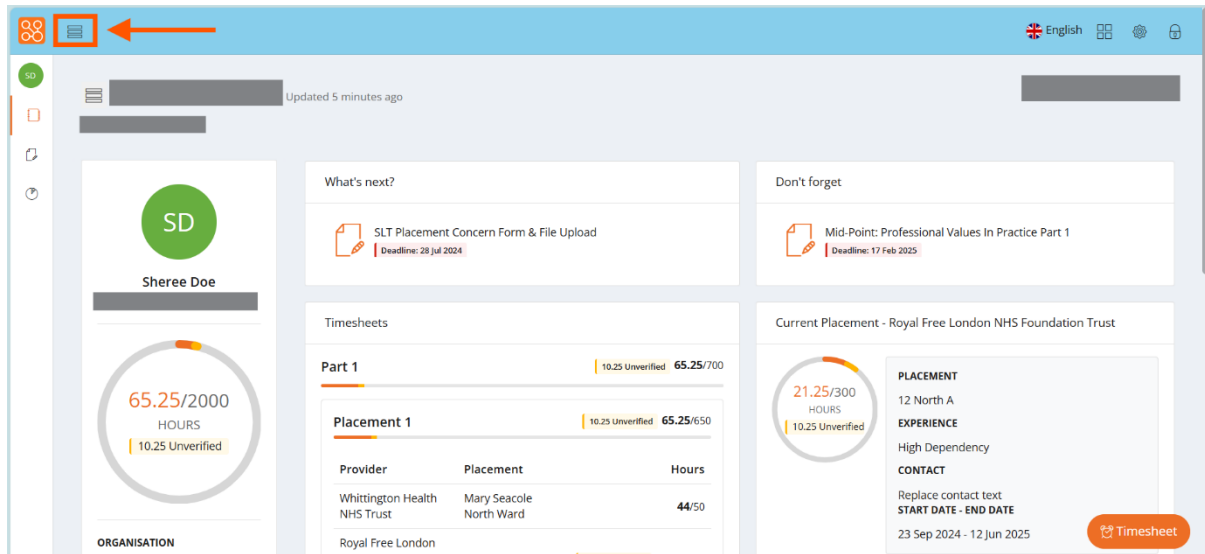 English
SD
Updated 5 minutes ago
SD
Sheree Doe
65.25/2000
HOURS
10.25 Unverified
ORGANISATION
What's next?
SLT Placement Concern Form & File Upload
Deadline: 28 Jul 2024
Don't forget
Mid-Point: Professional Values In Practice Part 1
Deadline: 17 Feb 2025
Timesheets
Part 1
10.25 Unverified 65.25/700
Placement 1
10.25 Unverified 65.25/650
Provider Placement Hours
Whittington Health Mary Seacole
NHS Trust North Ward 44/50
Royal Free London
Current Placement - Royal Free London NHS Foundation Trust
21.25/300
HOURS
10.25 Unverified
PLACEMENT
12 North A
EXPERIENCE
High Dependency
CONTACT
Replace contact text
START DATE - END DATE
23 Sep 2024 - 12 Jun 2025
Timesheet